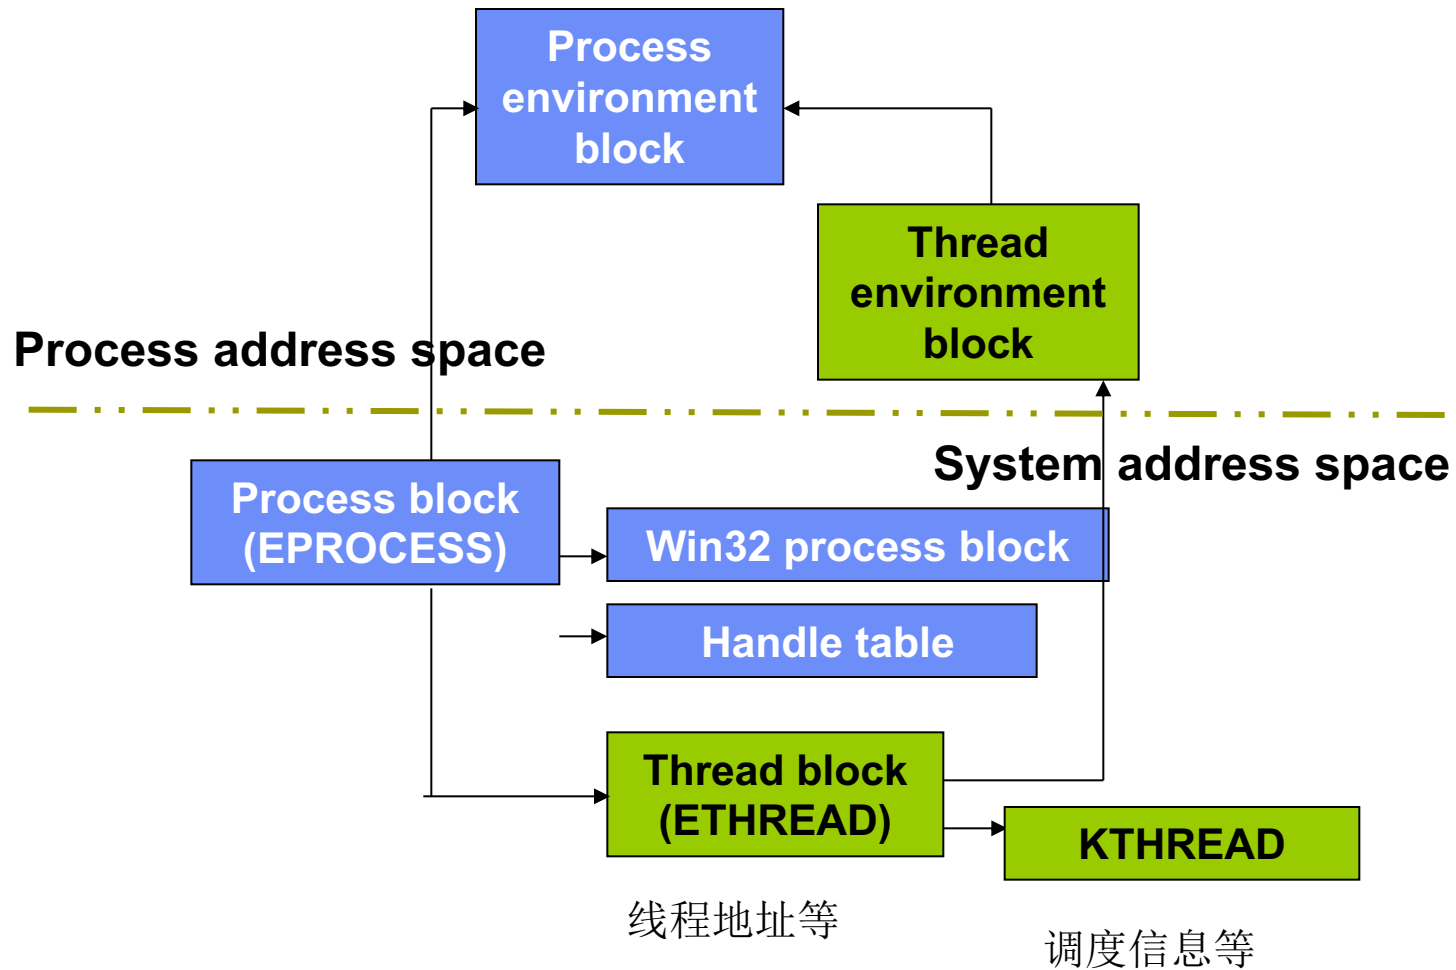 Process
environment
block
Thread
environment
block
Process address space
System address space
Process block
(EPROCESS)
Win32 process block
Handle table
Thread block
(ETHREAD)
KTHREAD
线程地址等
调度信息等